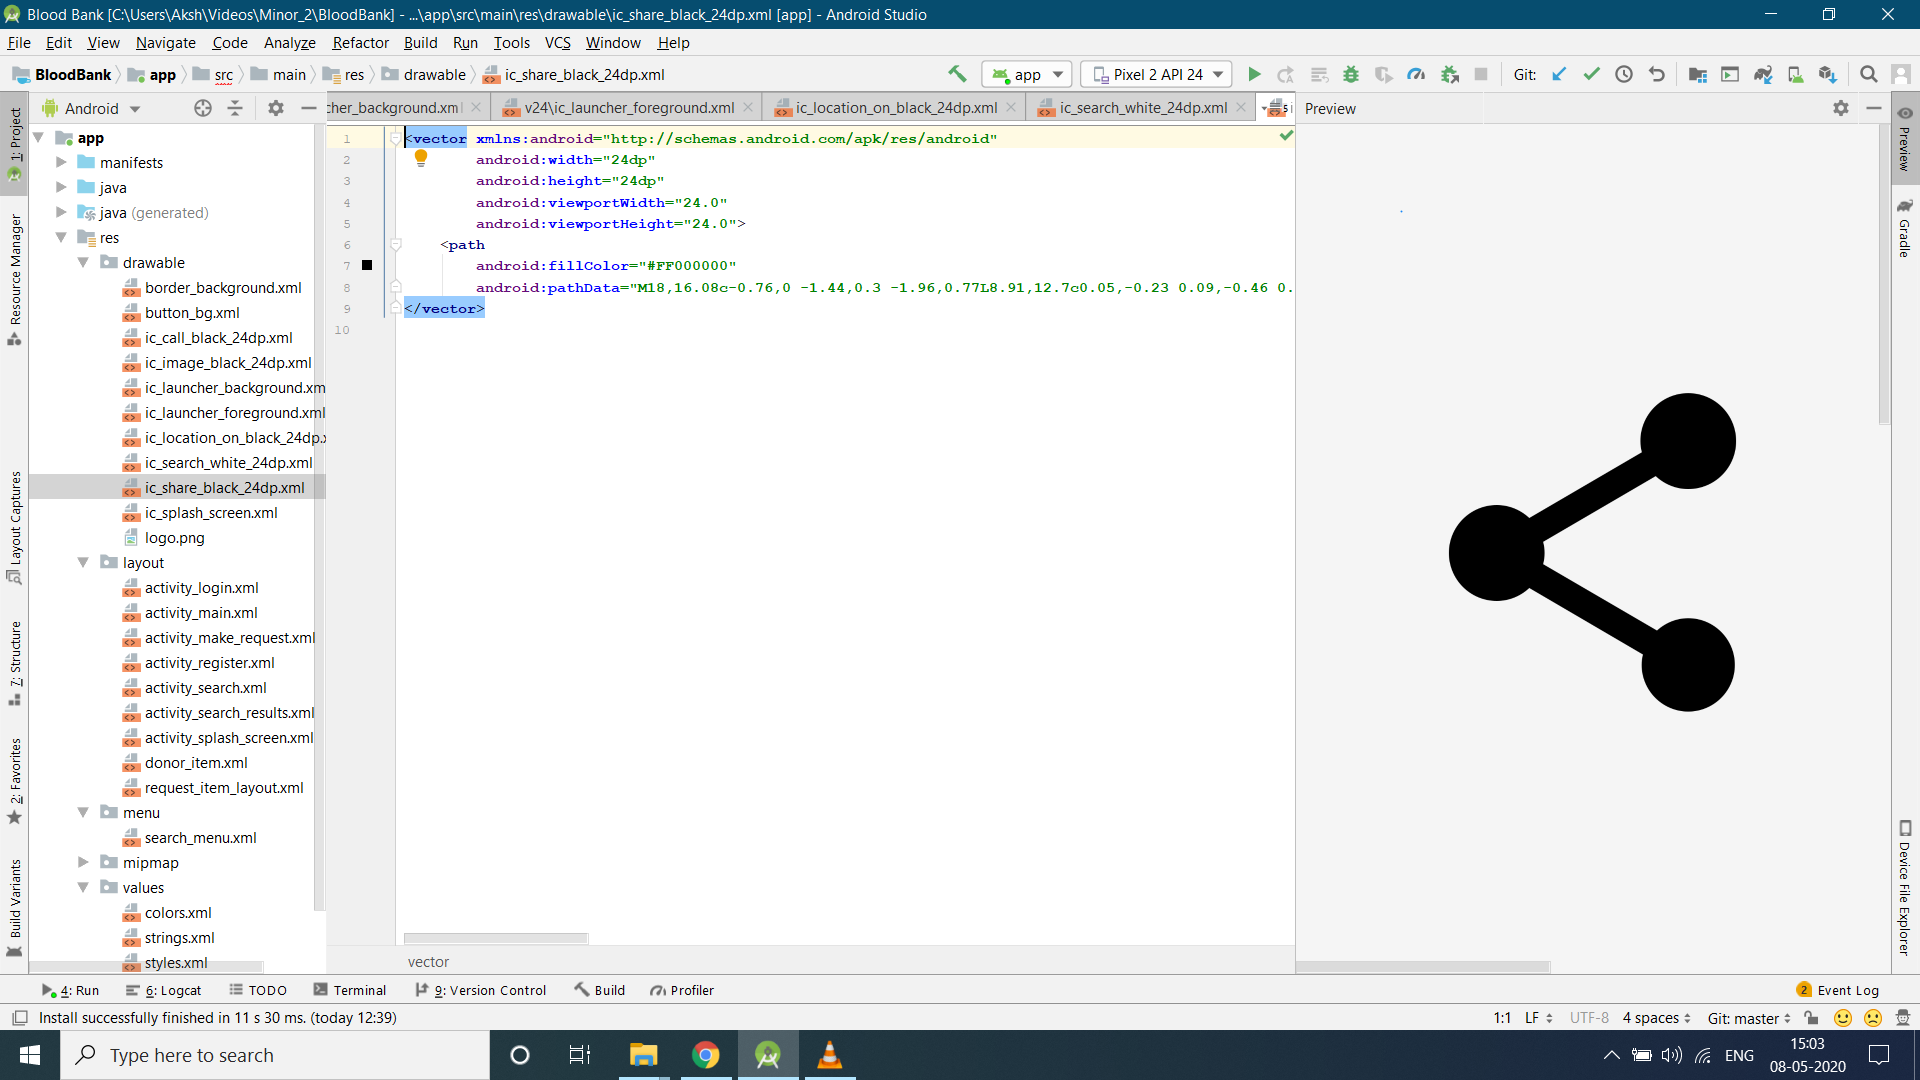 Blood Bank [C:\Users\Aksh\Videos\Minor_2\BloodBank] - ...\app\src\main\res\drawable\ic_share_black_24dp.xml [app] - Android Studio
File Edit View Navigate Code Analyze Refactor Build Run Tools VCS Window Help
BloodBank app src main res drawable ic_share_black_24dp.xml app Pixel 2 API 24 Git:
Android cher_background.xml v24\ic_launcher_foreground.xml ic_location_on_black_24dp.xml ic_search_white_24dp.xml Preview
1: Project
Resource Manager
Layout Captures
7: Structure
2: Favorites
Build Variants
app
manifests
java
java (generated)
res
drawable
border_background.xml
button_bg.xml
ic_call_black_24dp.xml
ic_image_black_24dp.xml
ic_launcher_background.xm
ic_launcher_foreground.xml
ic_location_on_black_24dp.x
ic_search_white_24dp.xml
ic_share_black_24dp.xml
ic_splash_screen.xml
logo.png
layout
activity_login.xml
activity_main.xml
activity_make_request.xml
activity_register.xml
activity_search.xml
activity_search_results.xml
activity_splash_screen.xml
donor_item.xml
request_item_layout.xml
menu
search_menu.xml
mipmap
values
colors.xml
strings.xml
styles.xml
1 <vector xmlns:android="http://schemas.android.com/apk/res/android"
2 android:width="24dp"
3 android:height="24dp"
4 android:viewportWidth="24.0"
5 android:viewportHeight="24.0">
6 <path
7 android:fillColor="#FF000000"
8 android:pathData="M18,16.08c-0.76,0 -1.44,0.3 -1.96,0.77L8.91,12.7c0.05,-0.23 0.09,-0.46 0.
9 </vector>
10
vector
Preview
Gradle
Device File Explorer
4: Run 6: Logcat TODO Terminal 9: Version Control Build Profiler 2 Event Log
Install successfully finished in 11 s 30 ms. (today 12:39) 1:1 LF UTF-8 4 spaces Git: master
Type here to search ENG 15:03
08-05-2020